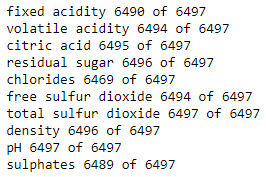 fixed acidity 6490 of 6497
volatile acidity 6494 of 6497
citric acid 6495 of 6497
residual sugar 6496 of 6497
chlorides 6469 of 6497
free sulfur dioxide 6494 of 6497
total sulfur dioxide 6497 of 6497
density 6496 of 6497
pH 6497 of 6497
sulphates 6489 of 6497